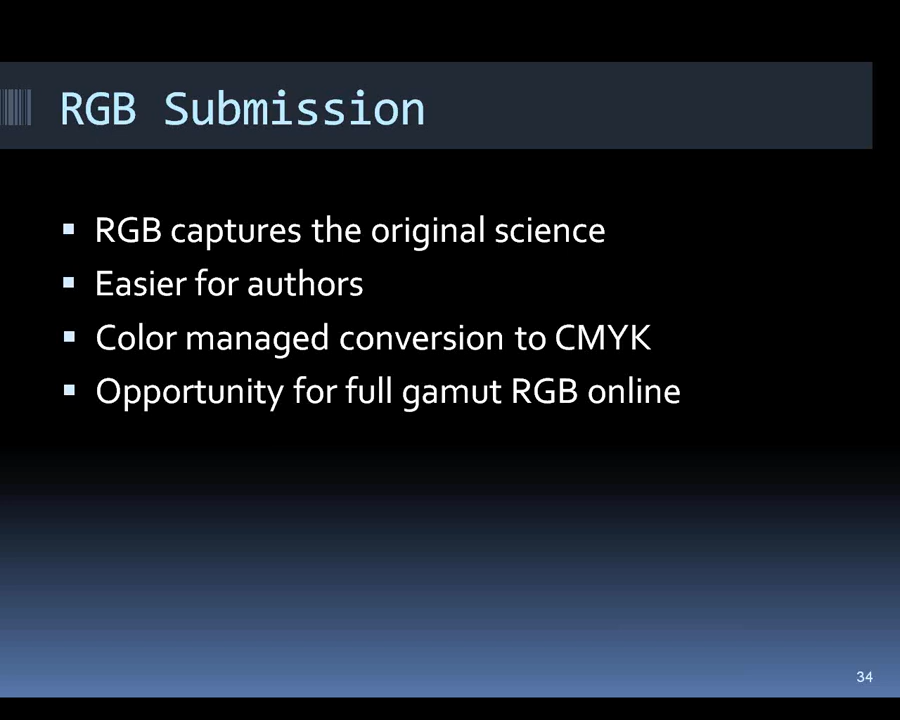 RGB Submission
▪ RGB captures the original science
▪ Easier for authors
▪ Color managed conversion to CMYK
▪ Opportunity for full gamut RGB online
34